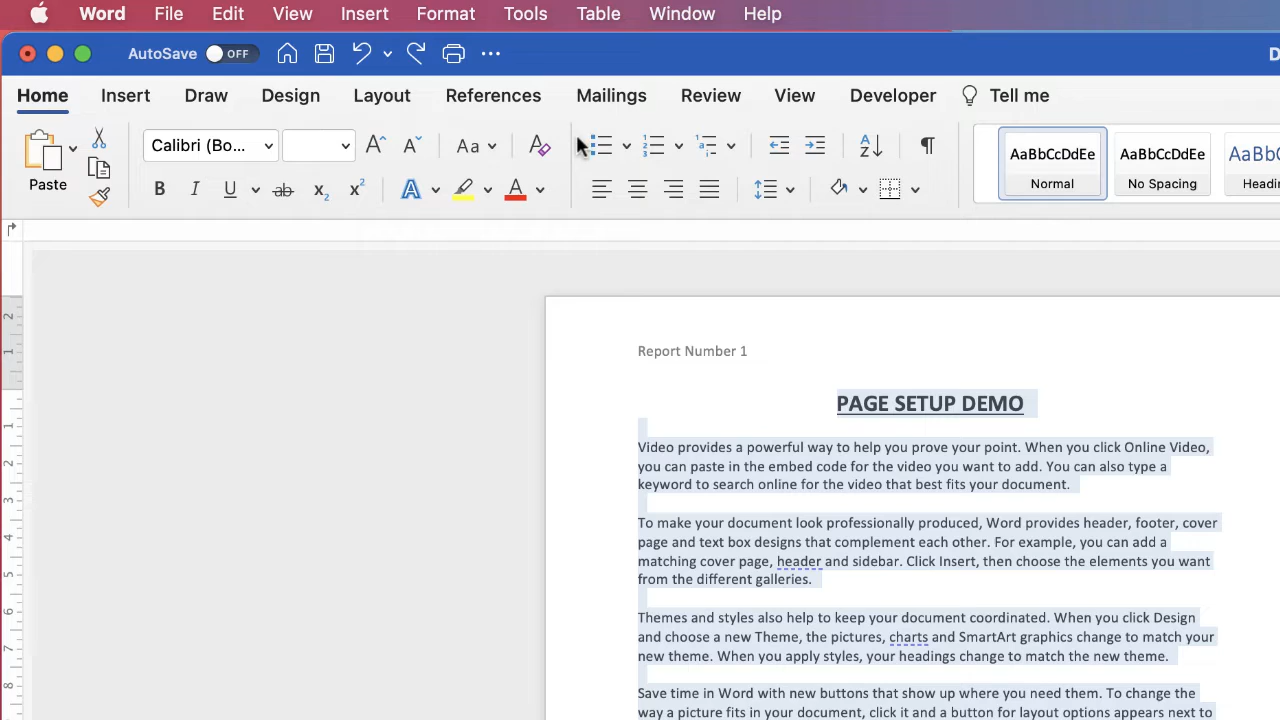 Word File Edit View Insert Format Tools Table Window Help
AutoSave OFF
D
Home Insert Draw Design Layout References Mailings Review View Developer Tell me
Paste
Calibri (Bo...
AaBbCcDdEe AaBbCcDdEe AaBbCc
Normal No Spacing Headin
Report Number 1
PAGE SETUP DEMO
Video provides a powerful way to help you prove your point. When you click Online Video,
you can paste in the embed code for the video you want to add. You can also type a
keyword to search online for the video that best fits your document.
To make your document look professionally produced, Word provides header, footer, cover
page and text box designs that complement each other. For example, you can add a
matching cover page, header and sidebar. Click Insert, then choose the elements you want
from the different galleries.
Themes and styles also help to keep your document coordinated. When you click Design
and choose a new Theme, the pictures, charts and SmartArt graphics change to match your
new theme. When you apply styles, your headings change to match the new theme.
Save time in Word with new buttons that show up where you need them. To change the
way a picture fits in your document, click it and a button for layout options appears next to